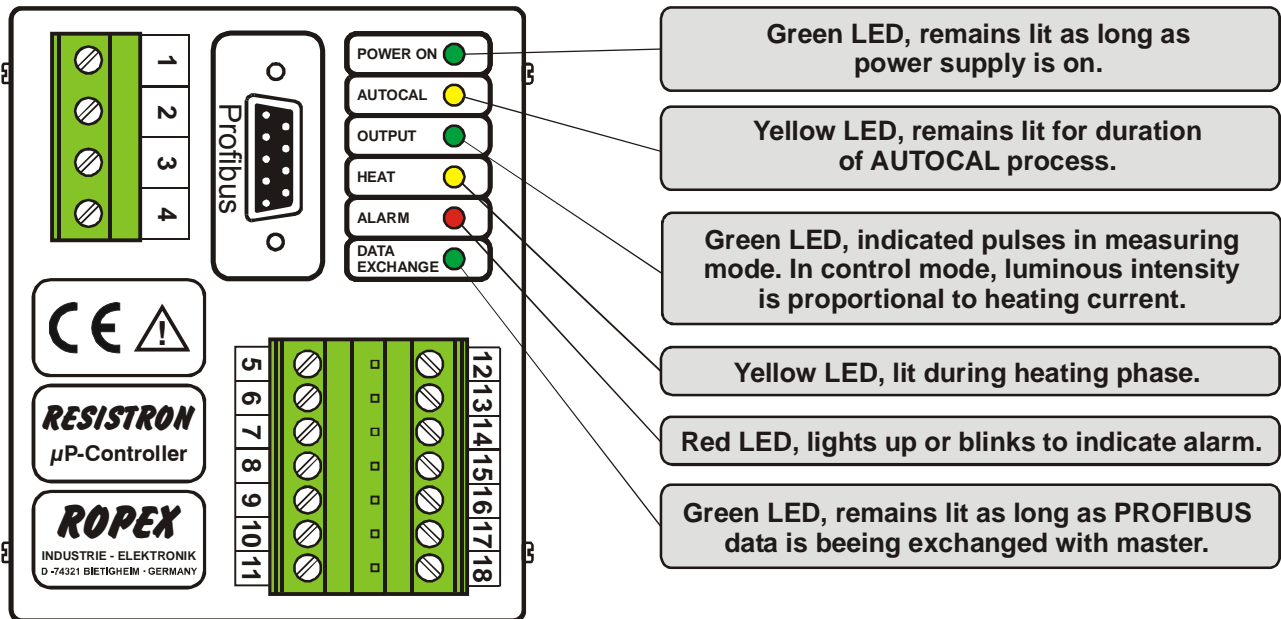 1
2
3
4
Profibus
POWER ON
AUTOCAL
OUTPUT
HEAT
ALARM
DATA
EXCHANGE
Green LED, remains lit as long as
power supply is on.
Yellow LED, remains lit for duration
of AUTOCAL process.
Green LED, indicated pulses in measuring
mode. In control mode, luminous intensity
is proportional to heating current.
Yellow LED, lit during heating phase.
Red LED, lights up or blinks to indicate alarm.
Green LED, remains lit as long as PROFIBUS
data is beeing exchanged with master.
CE
!
RESISTRON
µP-Controller
ROPEX
INDUSTRIE - ELEKTRONIK
D -74321 BIETIGHEIM · GERMANY
5
6
7
8
9
10
11
12
13
14
15
16
17
18